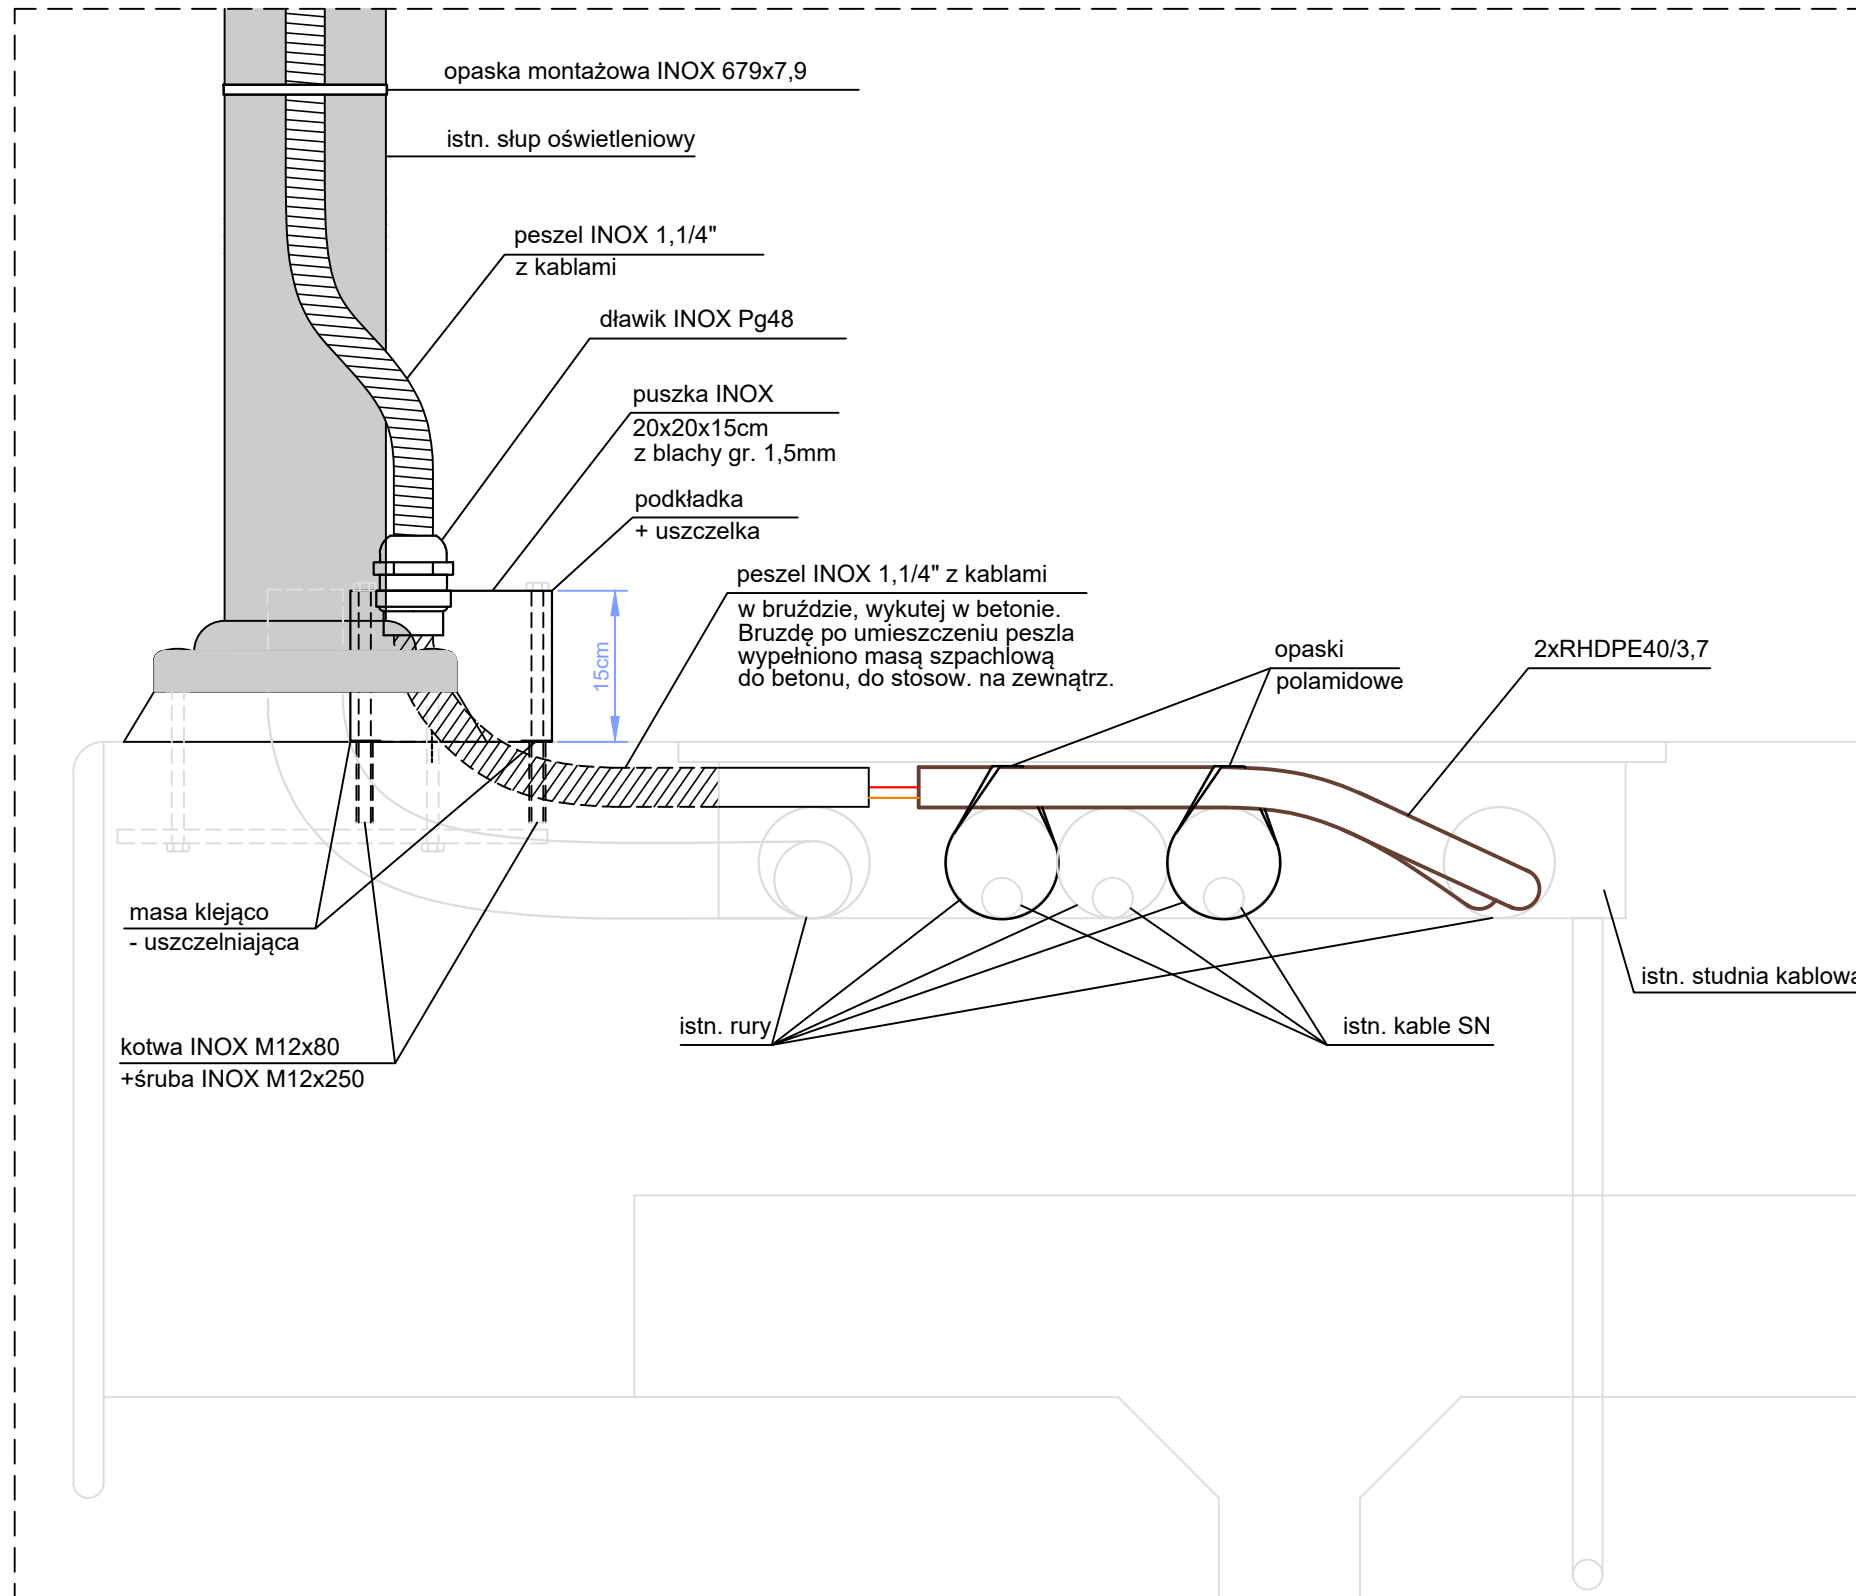 opaska montażowa INOX 679x7,9
istn. słup oświetleniowy
peszel INOX 1,1/4"
z kablami
dławik INOX Pg48
puszka INOX
20x20x15cm
z blachy gr. 1,5mm
podkładka
+ uszczelka
peszel INOX 1,1/4" z kablami
w bruździe, wykutej w betonie.
Bruzdę po umieszczeniu peszla
wypełniono masą szpachlową
do betonu, do stosow. na zewnątrz.
15cm
opaski
polamidowe
2xRHDPE40/3,7
masa klejąco
- uszczelniająca
istn. studnia kablowa
istn. rury
istn. kable SN
kotwa INOX M12x80
+śruba INOX M12x250